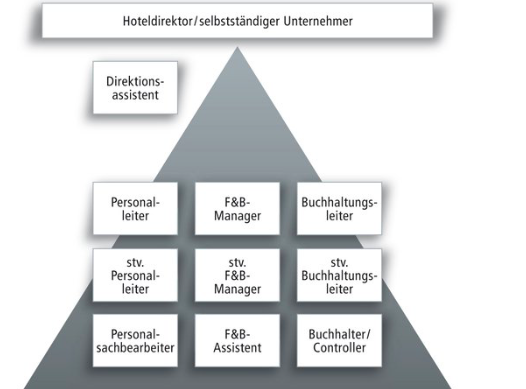 Hoteldirektor/selbstständiger Unternehmer
Direktions-
assistent
Personal-
leiter
F&B-
Manager
Buchhaltungs-
leiter
stv.
Personal-
leiter
stv.
F&B-
Manager
stv.
Buchhaltungs-
leiter
Personal-
sachbearbeiter
F&B-
Assistent
Buchhalter/
Controller